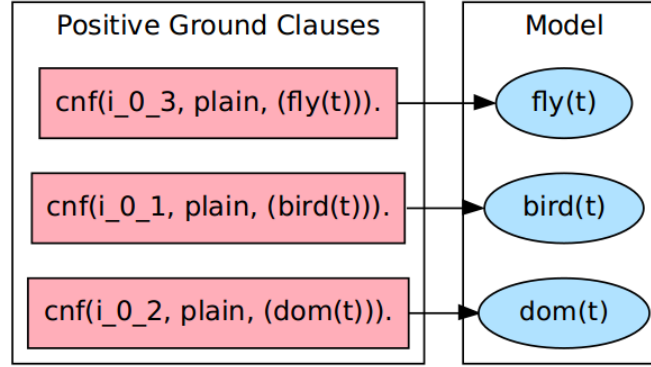 Positive Ground Clauses
Model
cnf(i_0_3, plain, (fly(t))).
fly(t)
cnf(i_0_1, plain, (bird(t))).
bird(t)
cnf(i_0_2, plain, (dom(t))).
dom(t)